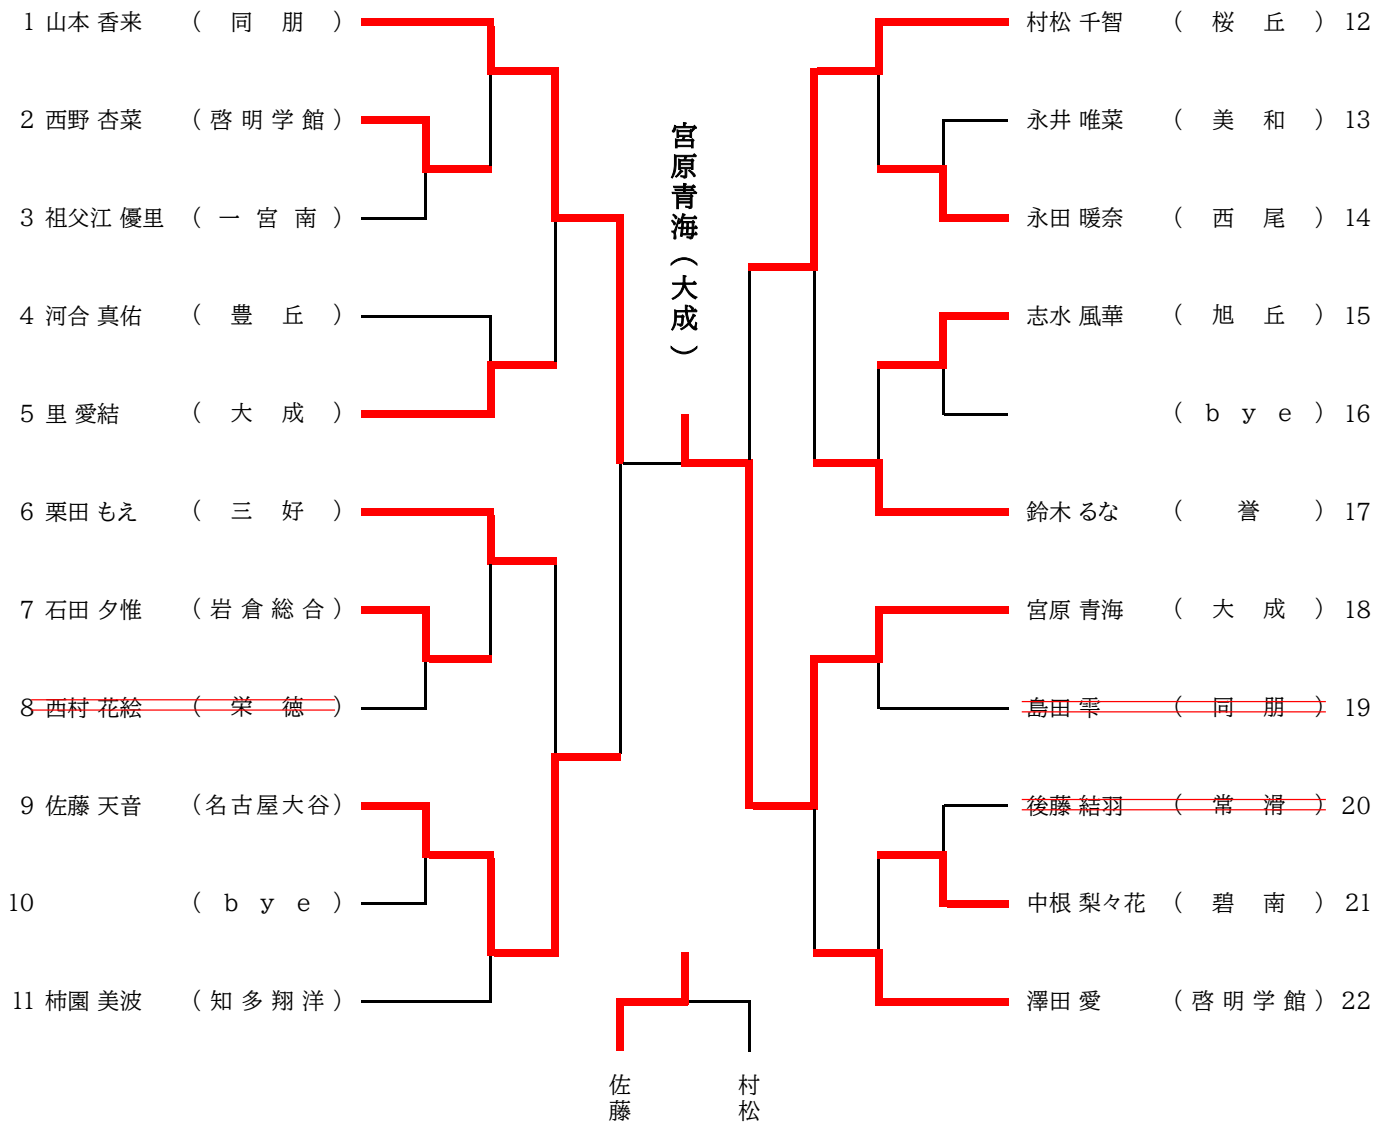 1 山本 香来 ( 同 朋 )
2 西野 杏菜 ( 啓 明 学 館 )
3 祖父江 優里 ( 一 宮 南 )
4 河合 真佑 ( 豊 丘 )
5 里 愛結 ( 大 成 )
6 栗田 もえ ( 三 好 )
7 石田 夕惟 ( 岩 倉 総 合 )
8 西村 花絵 ( 栄 徳 )
9 佐藤 天音 (名古屋大谷)
10 ( b y e )
11 柿園 美波 ( 知 多 翔 洋 )
宮原青海(大成)
佐藤
村松
村松 千智 ( 桜 丘 ) 12
永井 唯菜 ( 美 和 ) 13
永田 暖奈 ( 西 尾 ) 14
志水 風華 ( 旭 丘 ) 15
( b y e ) 16
鈴木 るな ( 誉 ) 17
宮原 青海 ( 大 成 ) 18
島田 雫 ( 同 朋 ) 19
後藤 結羽 ( 常 滑 ) 20
中根 梨々花 ( 碧 南 ) 21
澤田 愛 ( 啓 明 学 館 ) 22